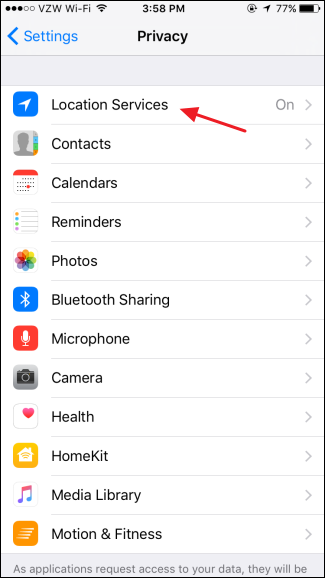 ●●●○○ VZW Wi-Fi 3:58 PM 77%
Settings Privacy
Location Services On
Contacts
Calendars
Reminders
Photos
Bluetooth Sharing
Microphone
Camera
Health
HomeKit
Media Library
Motion & Fitness
As applications request access to your data, they will be